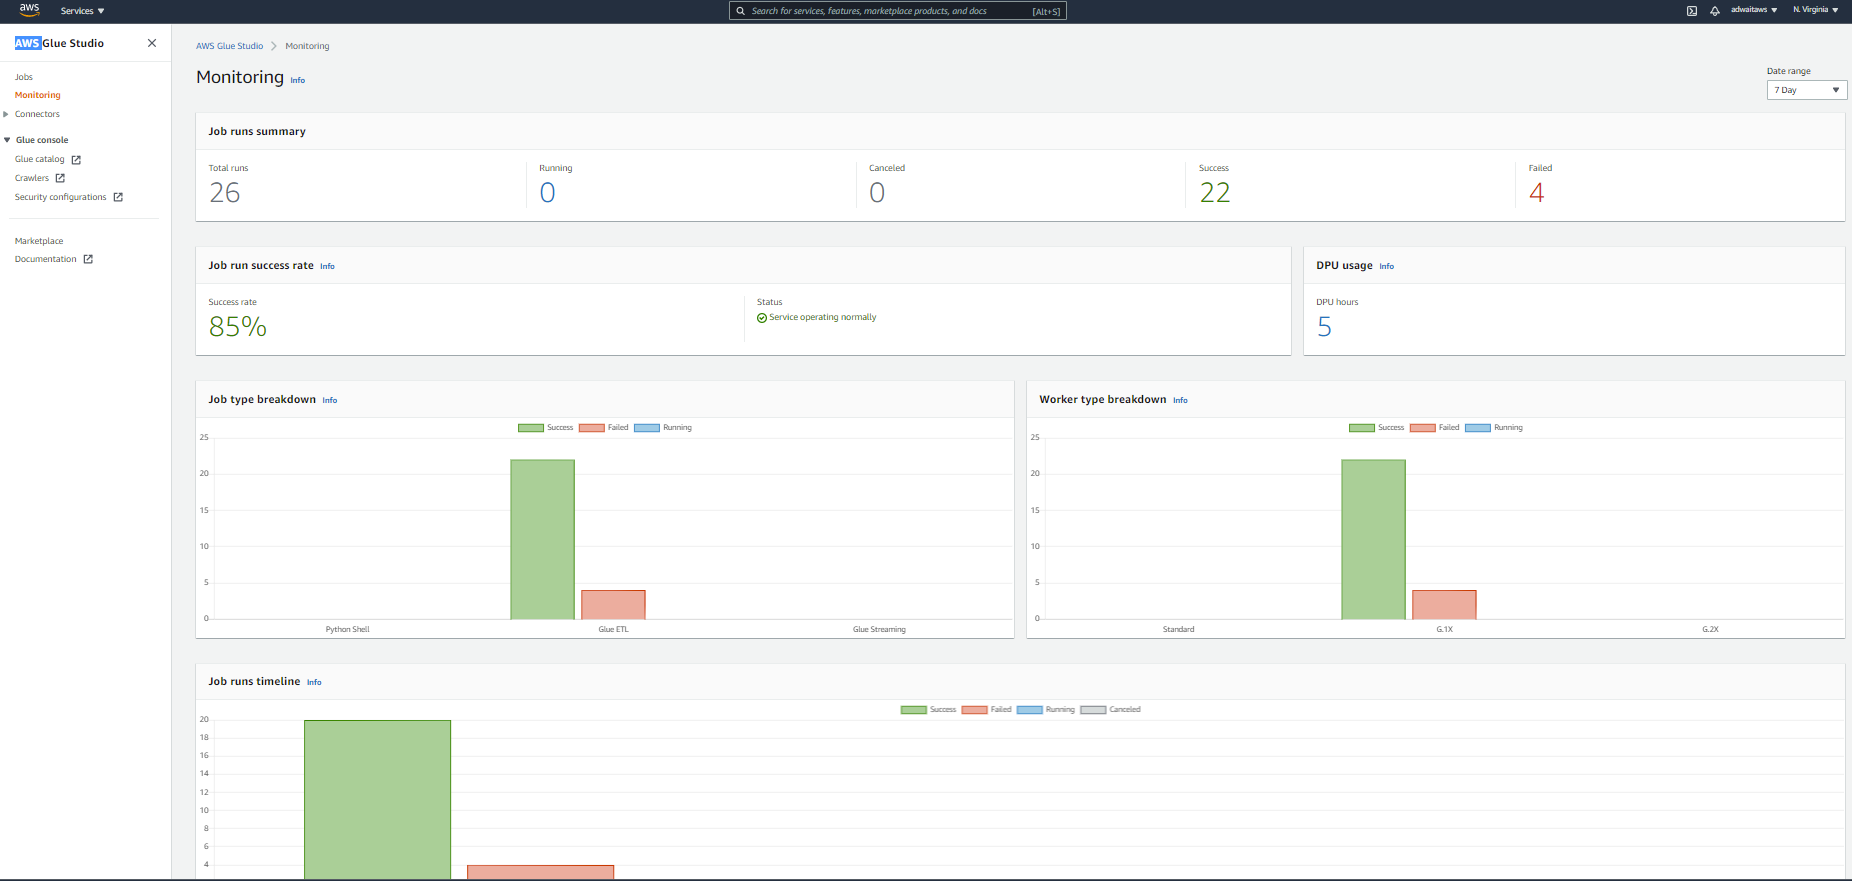 aws Services Search for services, features, marketplace products, and docs [Alt+S] adwaitaws N. Virginia
AWS Glue Studio
Jobs
Monitoring
Connectors
Glue console
Glue catalog
Crawlers
Security configurations
Marketplace
Documentation
AWS Glue Studio Monitoring
Monitoring Info
Date range
7 Day
Job runs summary
Total runs Running Canceled Success Failed
26 0 0 22 4
Job run success rate Info
Success rate Status
85% Service operating normally
DPU usage Info
DPU hours
5
Job type breakdown Info
Success Failed Running
25
20
15
10
5
0
Python Shell Glue ETL Glue Streaming
Worker type breakdown Info
Success Failed Running
25
20
15
10
5
0
Standard G.1X G.2X
Job runs timeline Info
Success Failed Running Canceled
20
18
16
14
12
10
8
6
4